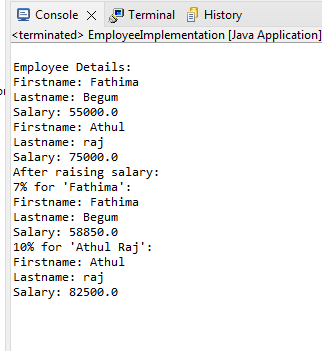 Console Terminal History
<terminated> EmployeeImplementation [Java Application]
Employee Details:
Firstname: Fathima
Lastname: Begum
Salary: 55000.0
Firstname: Athul
Lastname: raj
Salary: 75000.0
After raising salary:
7% for 'Fathima':
Firstname: Fathima
Lastname: Begum
Salary: 58850.0
10% for 'Athul Raj':
Firstname: Athul
Lastname: raj
Salary: 82500.0